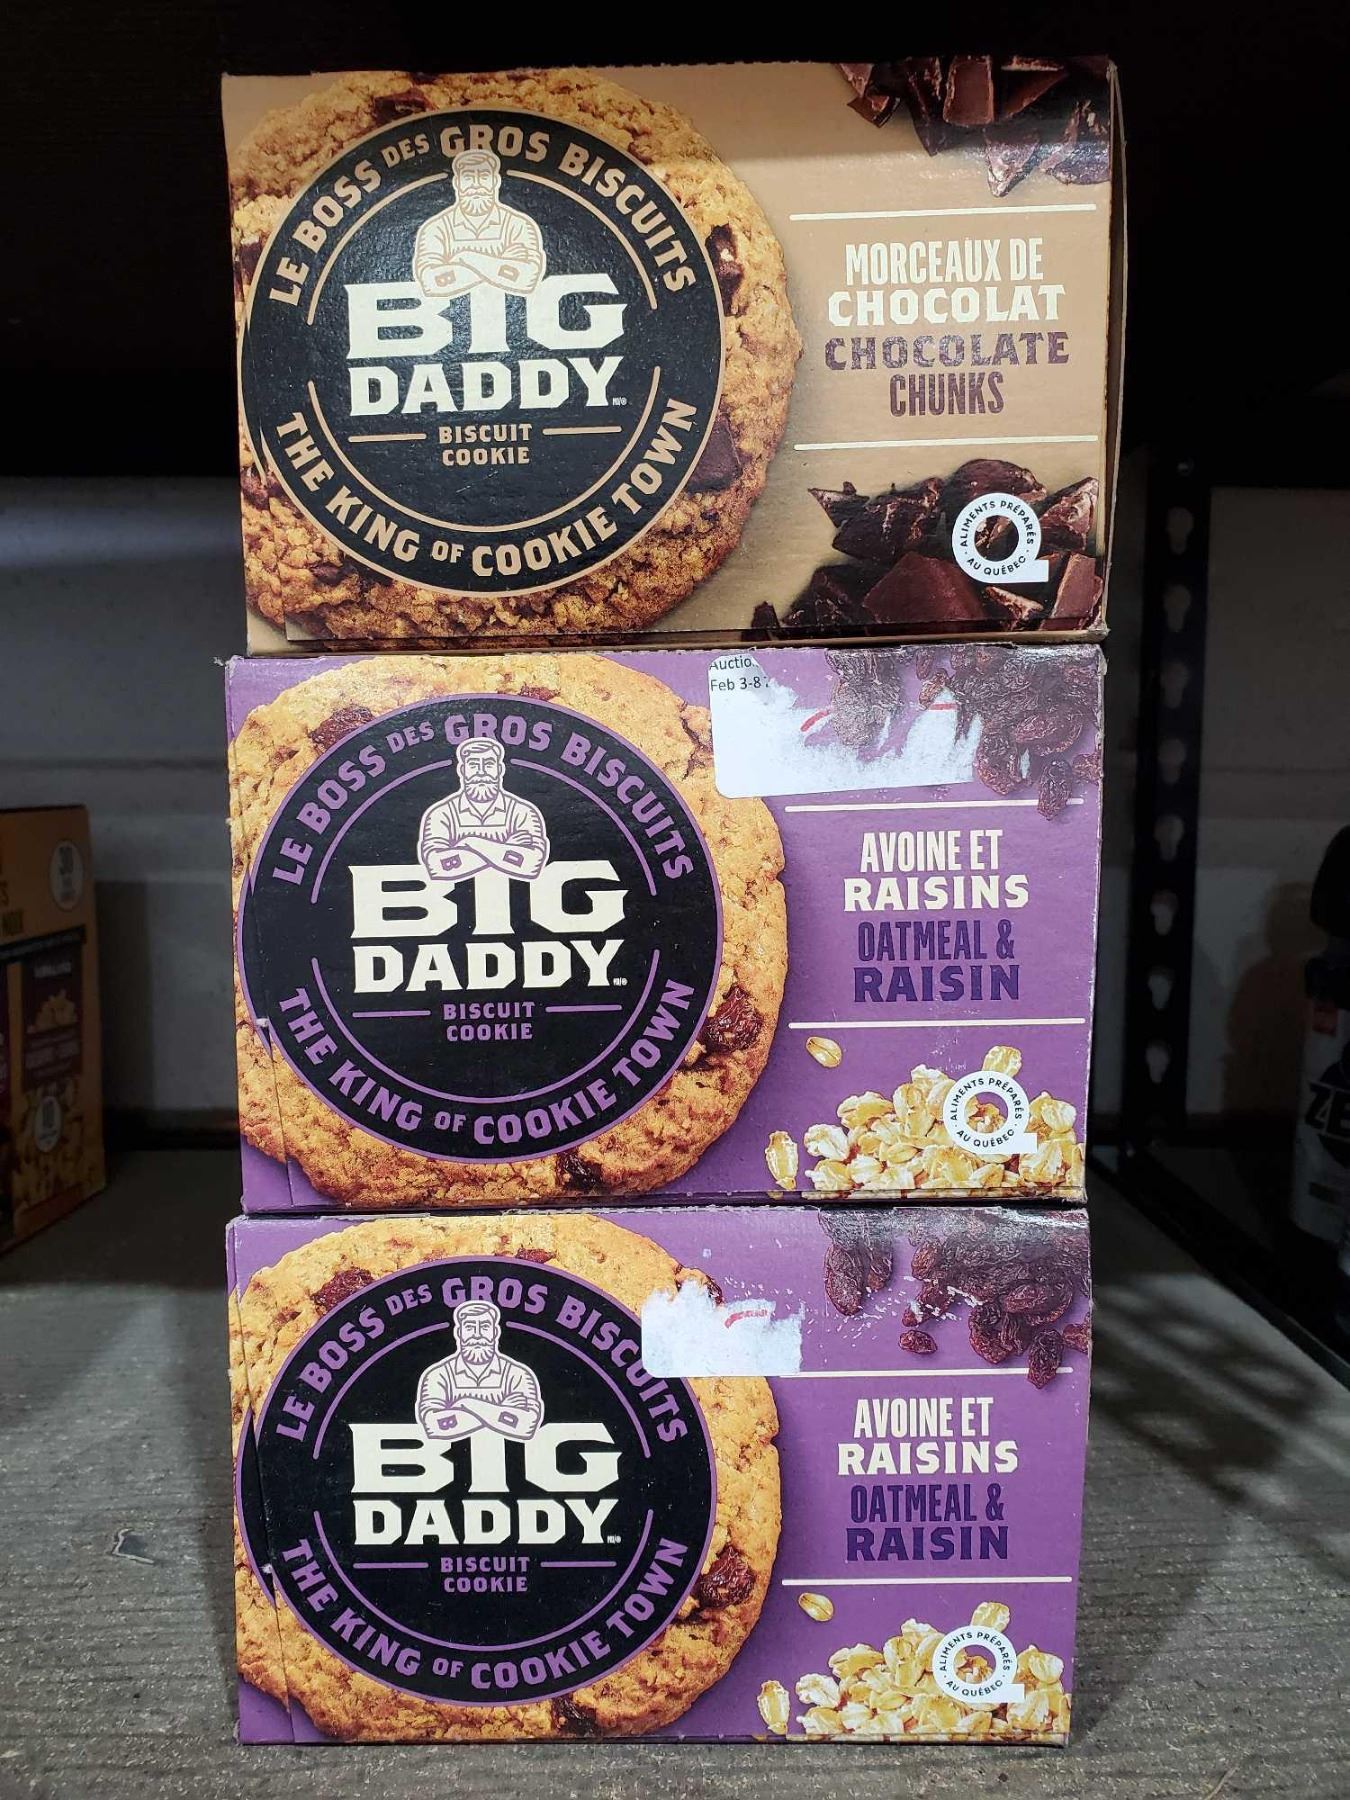 LE BOSS DES GROS BISCUITS
BIG
DADDY
BISCUIT
COOKIE
THE KING OF COOKIE TOWN
MORCEAUX DE
CHOCOLAT
CHOCOLATE
CHUNKS
ALIMENTS PRÉPARÉS
AU QUÉBEC
Feb 3-8
LE BOSS DES GROS BISCUITS
BIG
DADDY
BISCUIT
COOKIE
THE KING OF COOKIE TOWN
AVOINE ET
RAISINS
OATMEAL &
RAISIN
ALIMENTS PRÉPARÉS
AU QUÉBEC
LE BOSS DES GROS BISCUITS
BIG
DADDY
BISCUIT
COOKIE
THE KING OF COOKIE TOWN
AVOINE ET
RAISINS
OATMEAL &
RAISIN
ALIMENTS PRÉPARÉS
AU QUÉBEC